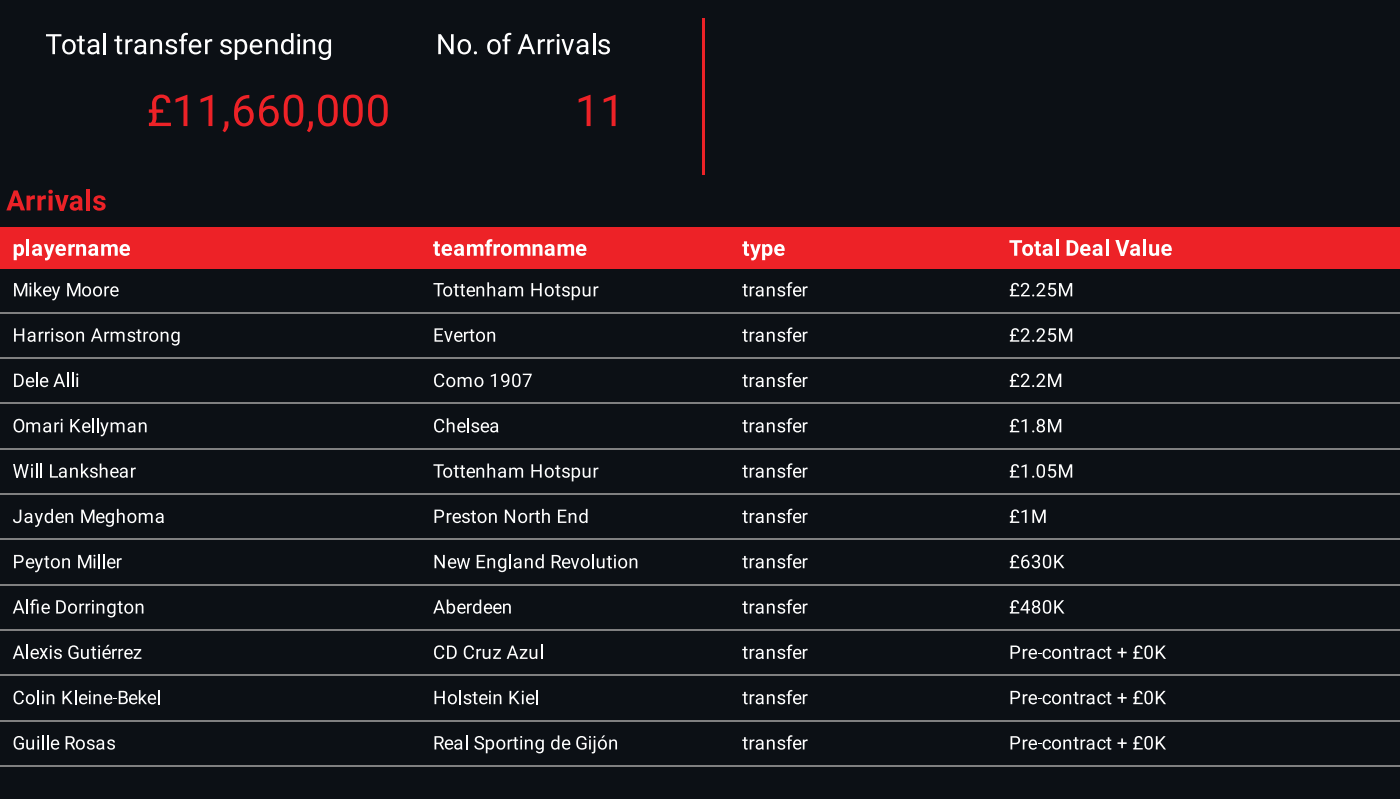 Total transfer spending No. of Arrivals
£11,660,000 11
Arrivals
playername teamfromname type Total Deal Value
Mikey Moore Tottenham Hotspur transfer £2.25M
Harrison Armstrong Everton transfer £2.25M
Dele Alli Como 1907 transfer £2.2M
Omari Kellyman Chelsea transfer £1.8M
Will Lankshear Tottenham Hotspur transfer £1.05M
Jayden Meghoma Preston North End transfer £1M
Peyton Miller New England Revolution transfer £630K
Alfie Dorrington Aberdeen transfer £480K
Alexis Gutiérrez CD Cruz Azul transfer Pre-contract + £0K
Colin Kleine-Bekel Holstein Kiel transfer Pre-contract + £0K
Guille Rosas Real Sporting de Gijón transfer Pre-contract + £0K